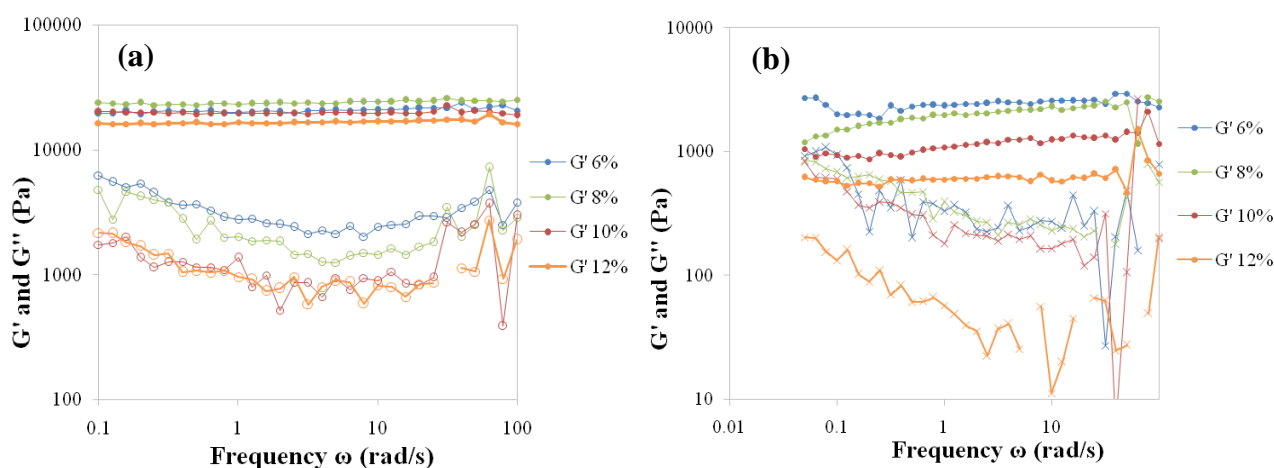 (a)
G' and G'' (Pa)
100000
10000
1000
100
0.1
1
10
100
Frequency ω (rad/s)
G' 6%
G' 8%
G' 10%
G' 12%
(b)
G' and G'' (Pa)
10000
1000
100
10
0.01
0.1
1
10
Frequency ω (rad/s)
G' 6%
G' 8%
G' 10%
G' 12%